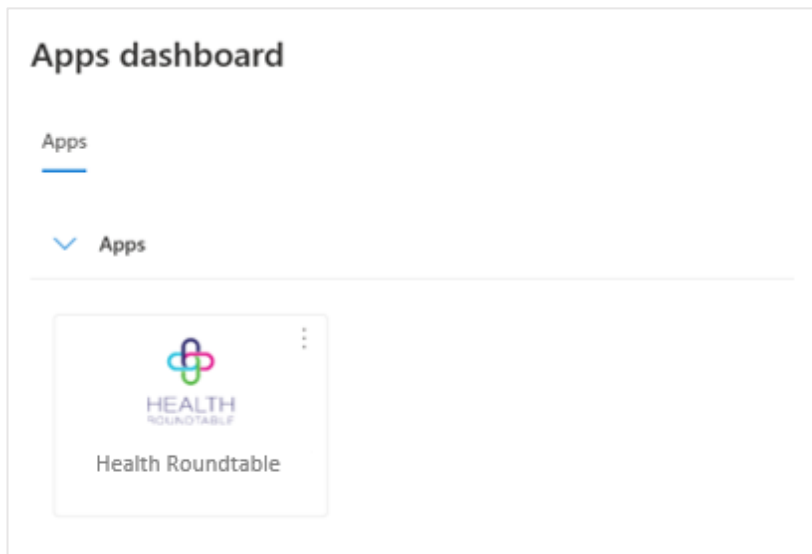 Apps dashboard
Apps
Apps
HEALTH
ROUNDTABLE
Health Roundtable